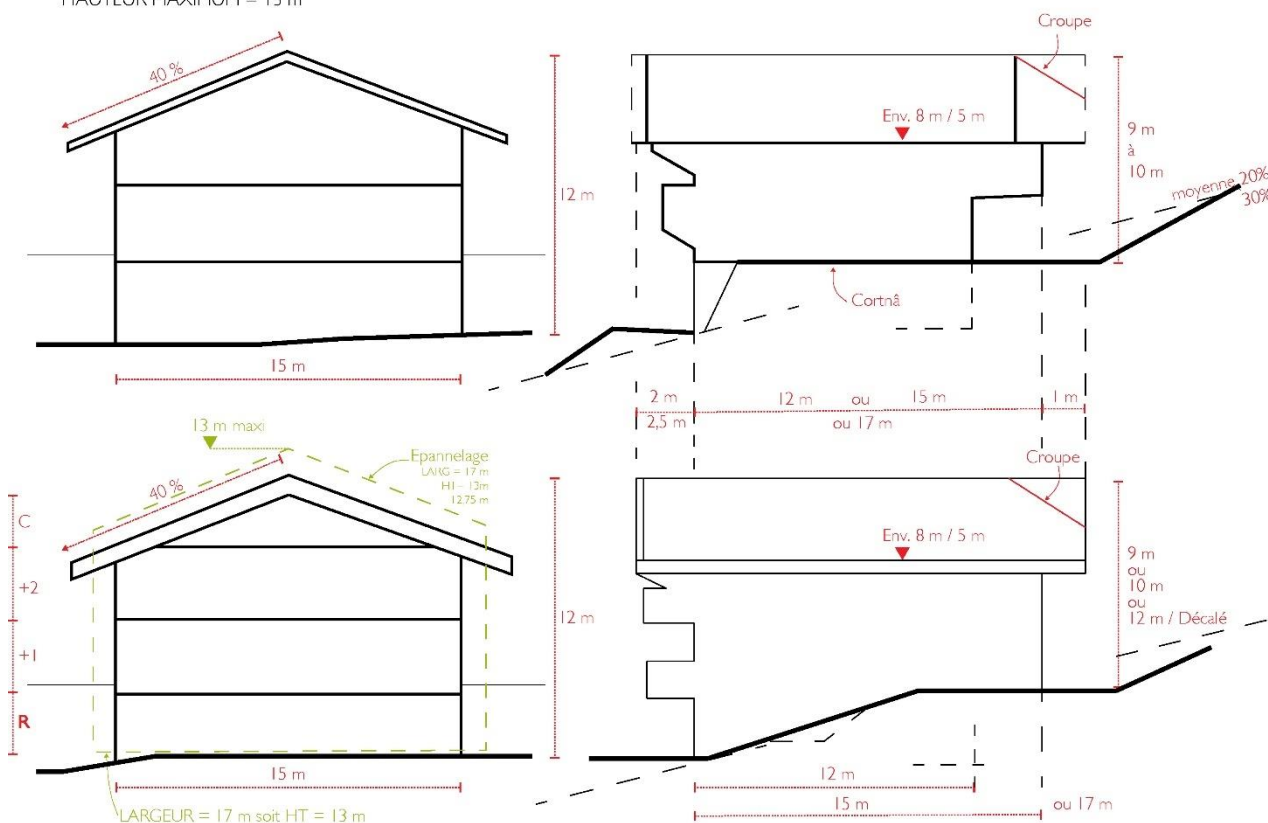 HAUTEUR MAXIMUM = 13 m
40 %
12 m
15 m
Croupe
Env. 8 m / 5 m
9 m
à
10 m
moyenne 20%
30%
Cortnâ
2 m
12 m ou 15 m
1 m
2,5 m
ou 17 m
13 m maxi
Epannelage
LARG = 17 m
HT = 13m
12.75 m
40 %
C
+2
+1
R
12 m
15 m
LARGEUR = 17 m soit HT = 13 m
Croupe
Env. 8 m / 5 m
9 m
ou
10 m
ou
12 m / Décalé
12 m
15 m
ou 17 m